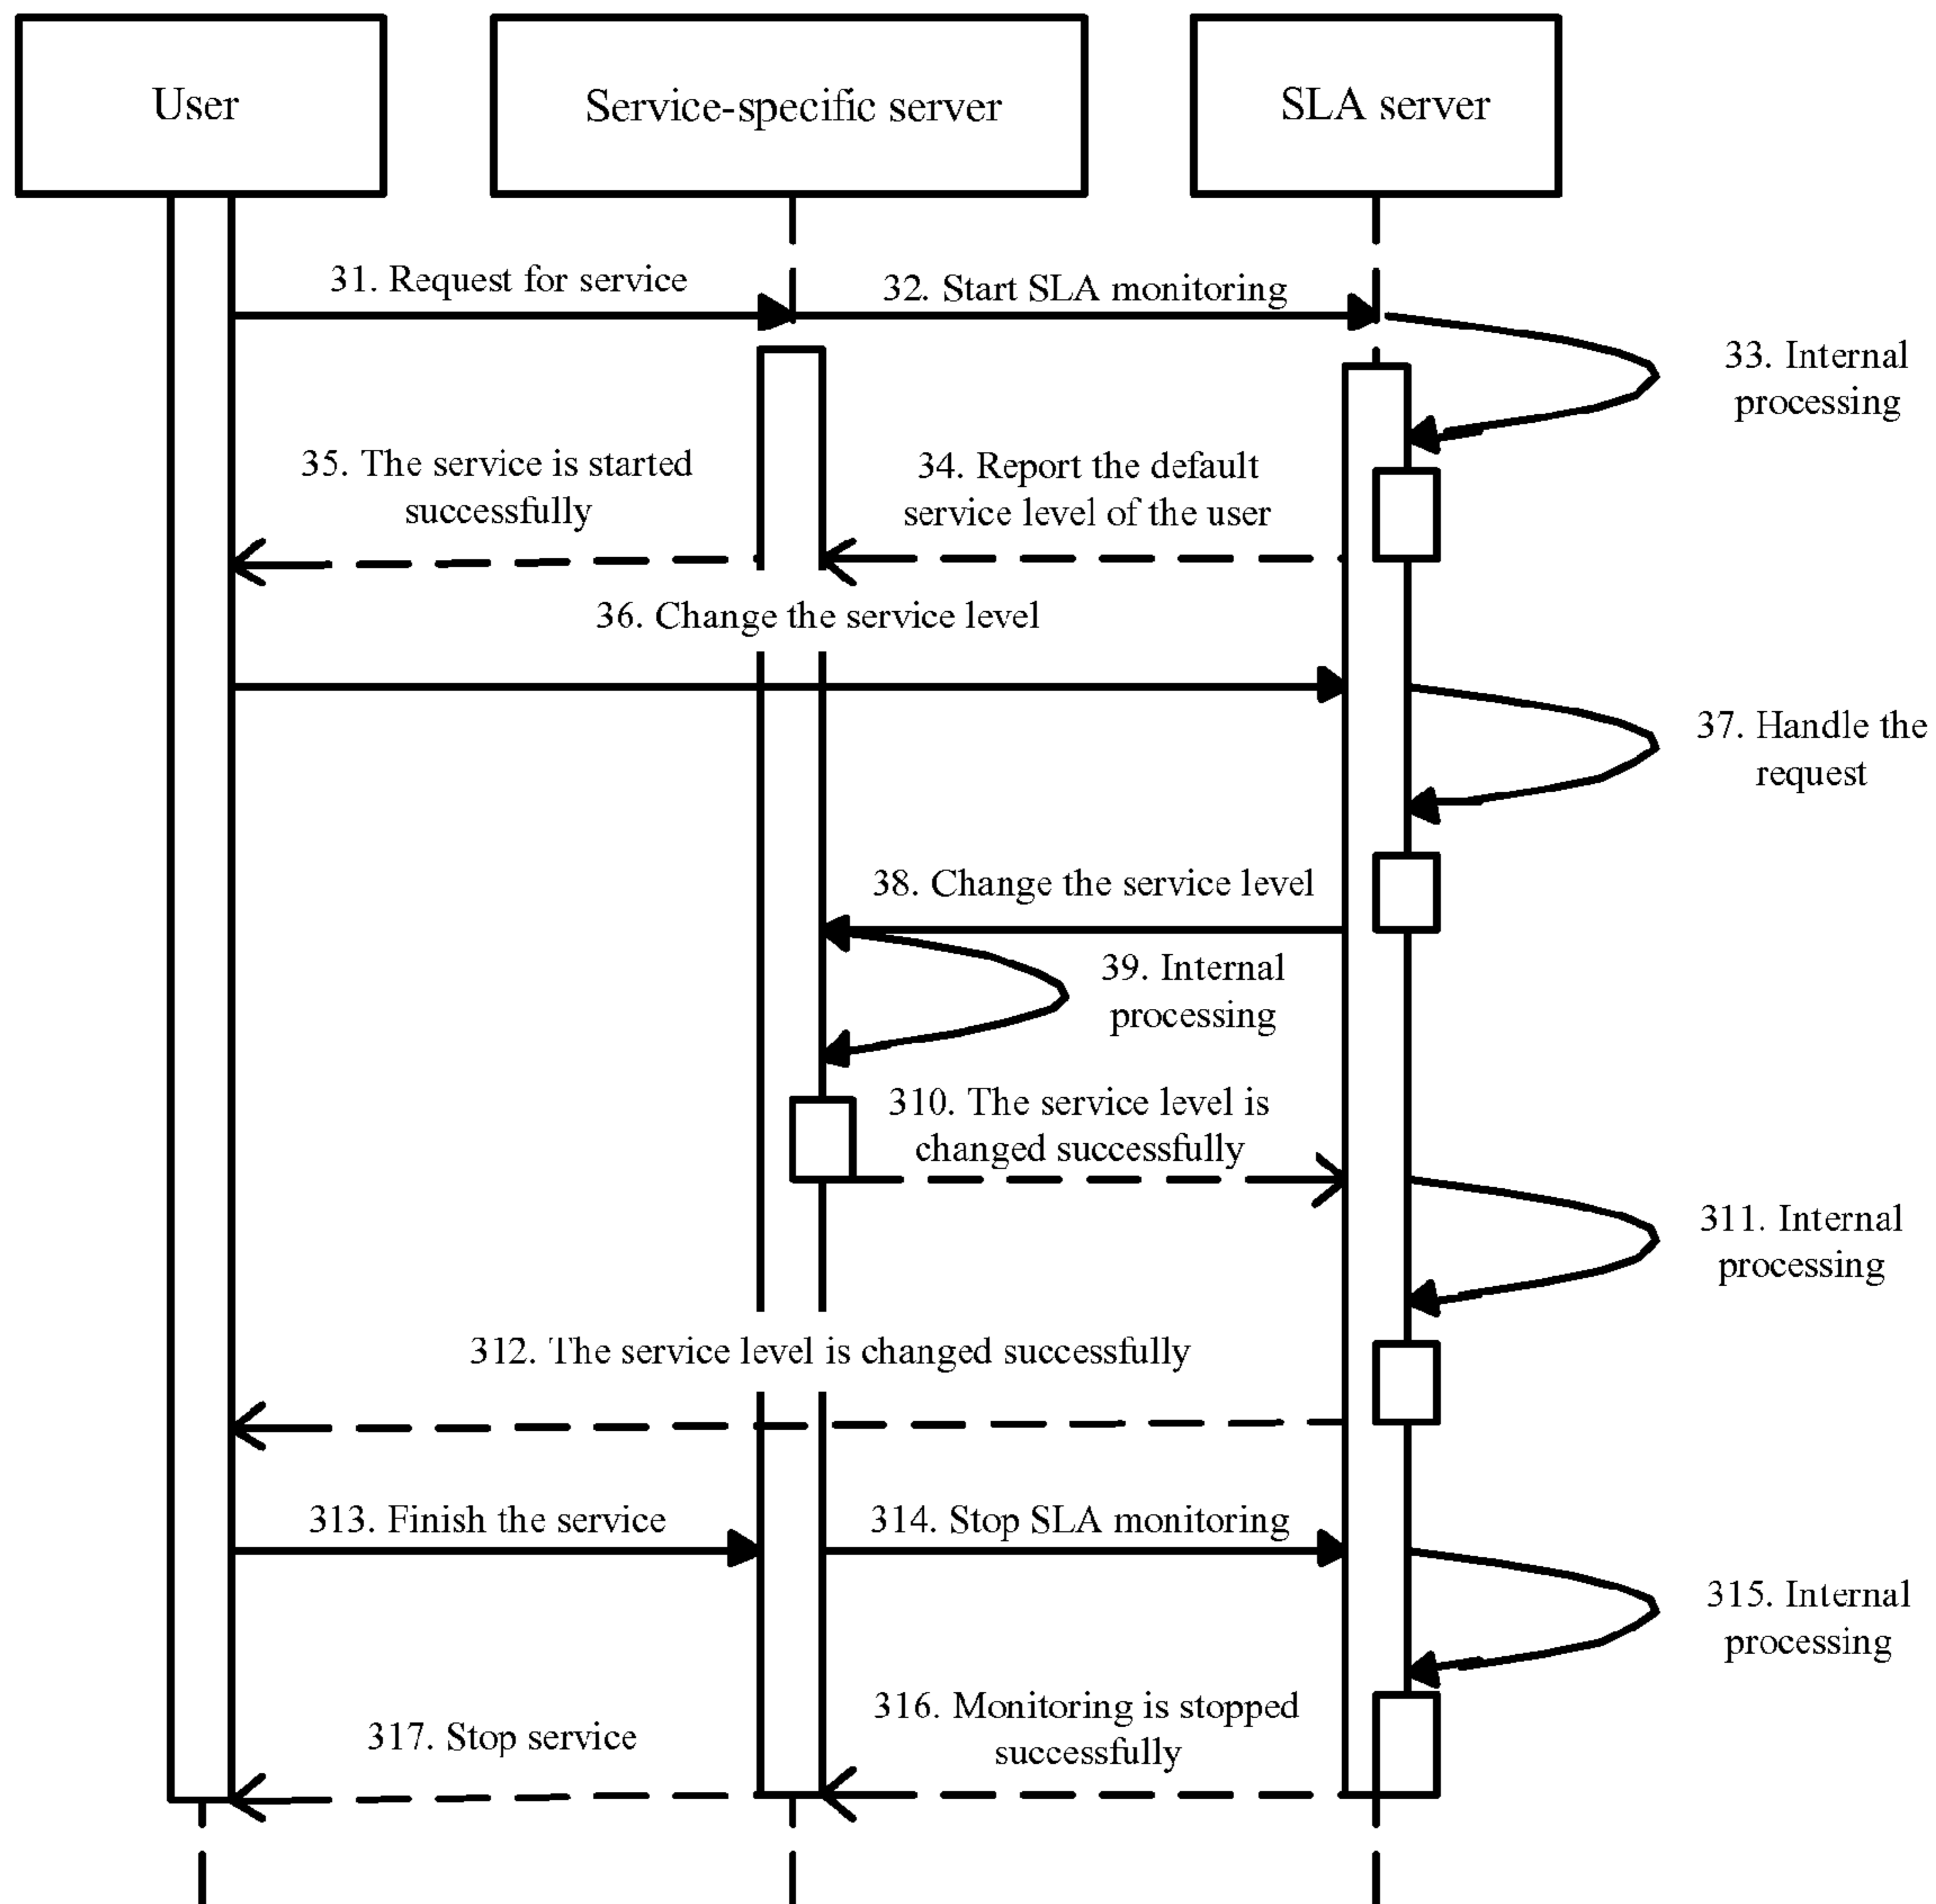 User
Service-specific server
SLA server
31. Request for service
32. Start SLA monitoring
33. Internal
processing
35. The service is started
successfully
34. Report the default
service level of the user
36. Change the service level
37. Handle the
request
38. Change the service level
39. Internal
processing
310. The service level is
changed successfully
311. Internal
processing
312. The service level is changed successfully
313. Finish the service
314. Stop SLA monitoring
315. Internal
processing
316. Monitoring is stopped
successfully
317. Stop service